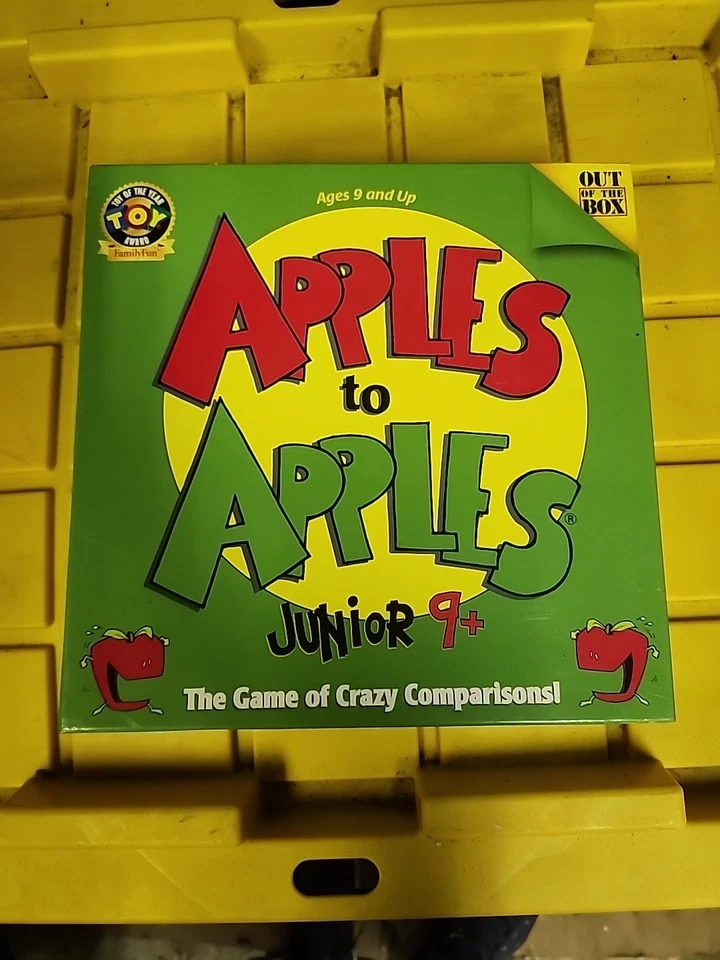 TOY OF THE YEAR
TOY
AWARD
FamilyFun
Ages 9 and Up
OUT
OF THE
BOX
APPLES
to
APPLES®
JUNIOR 9+
The Game of Crazy Comparisons!